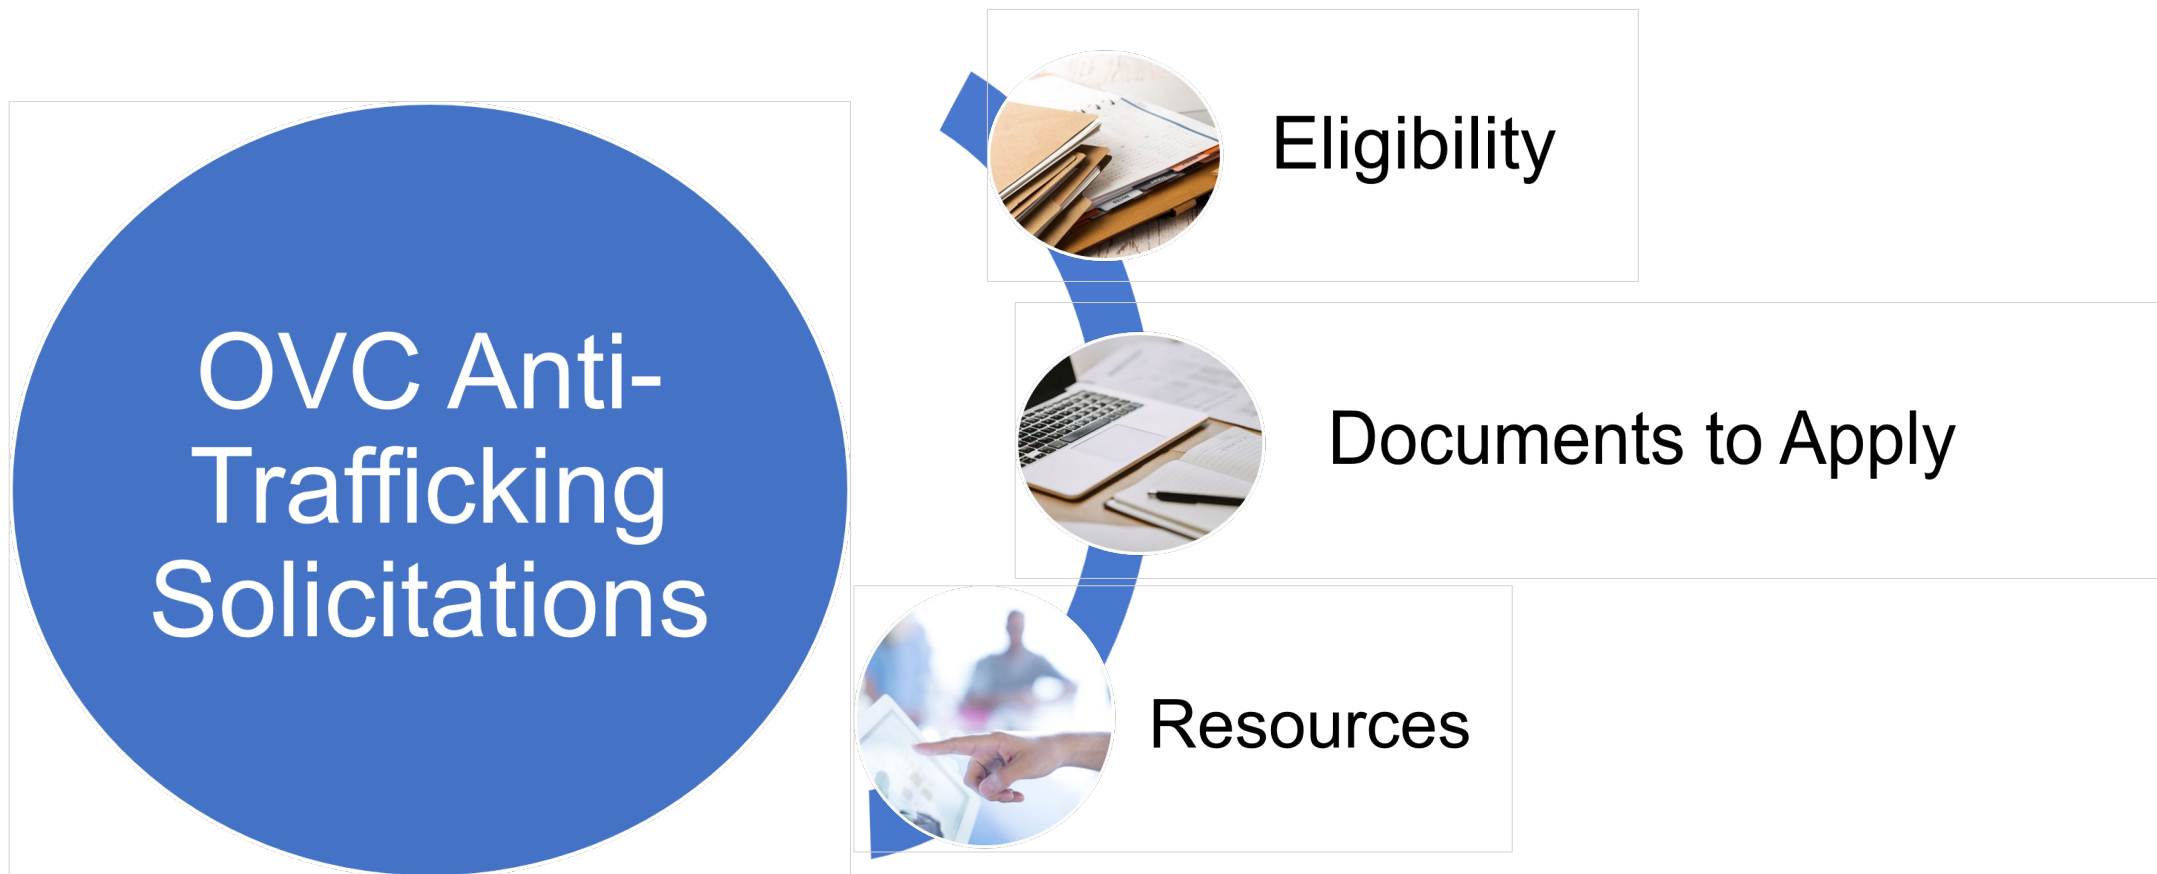 OVC Anti-
Trafficking
Solicitations
Eligibility
Documents to Apply
Resources